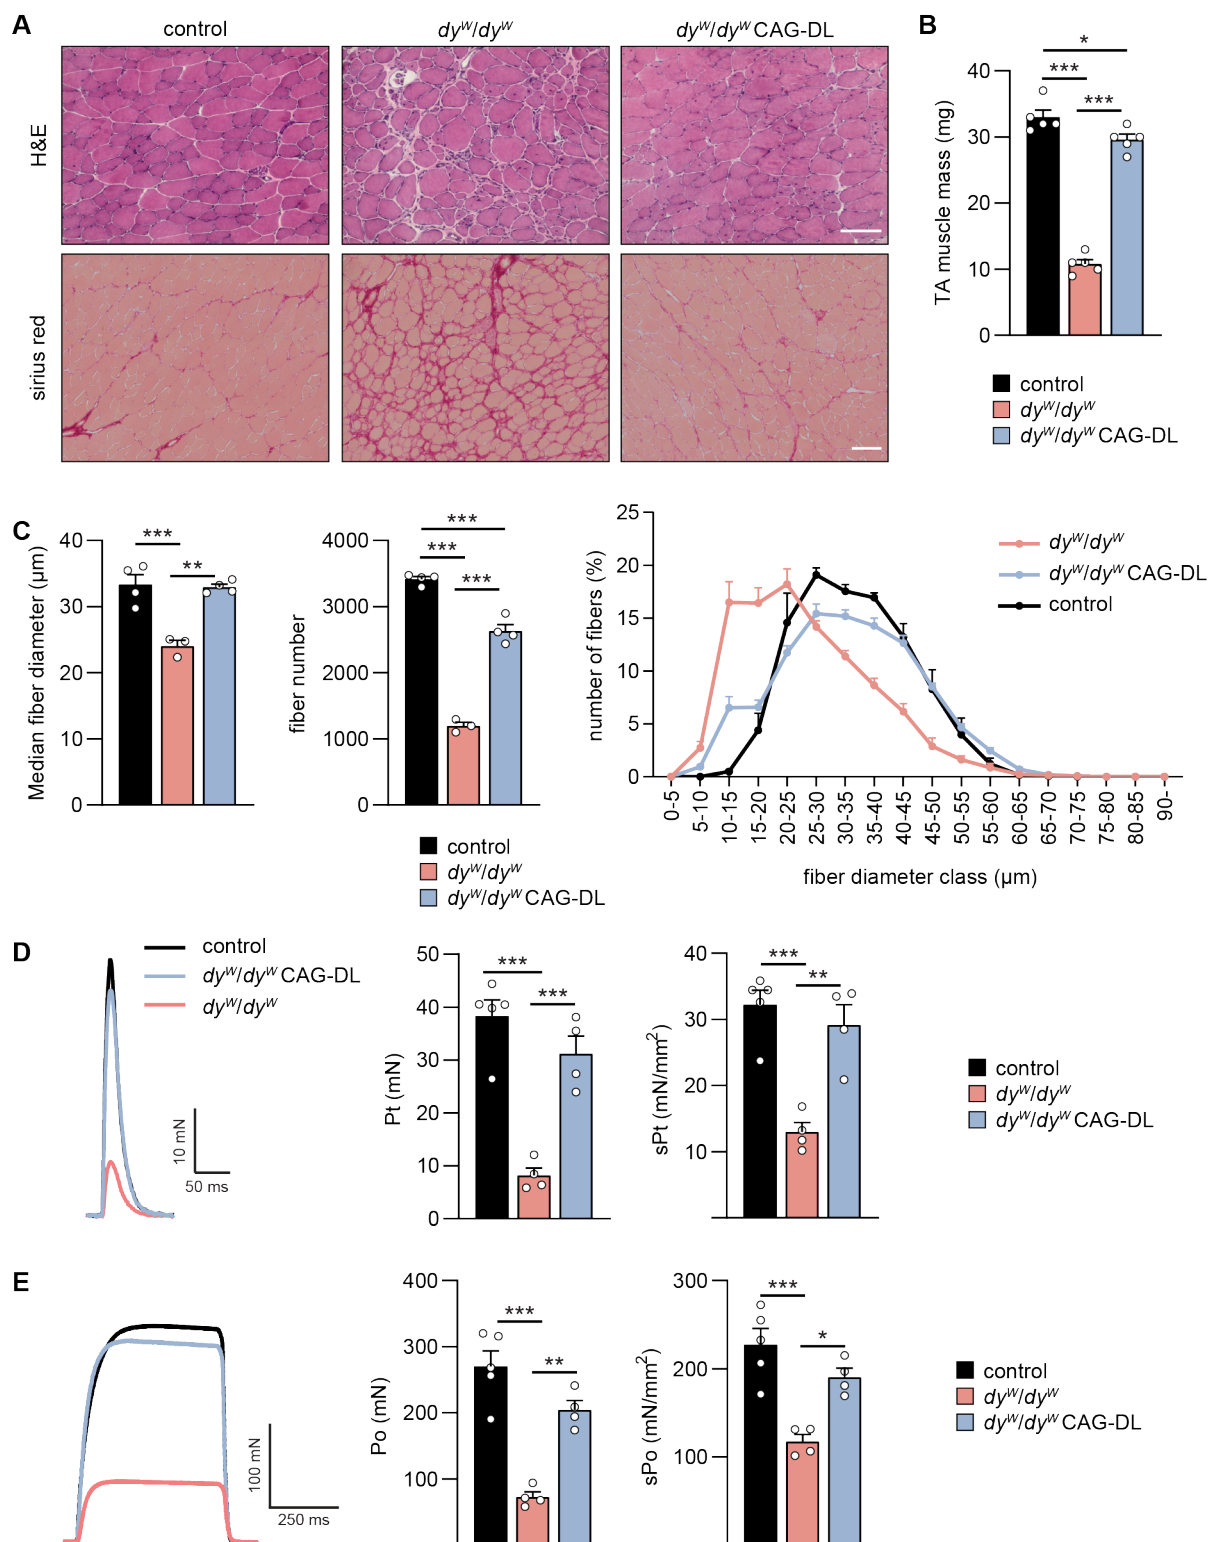 A
control
dyᵂ/dyᵂ
dyᵂ/dyᵂ CAG-DL
H&E
sirius red
B
*
***
***
TA muscle mass (mg)
40
30
20
10
0
control
dyᵂ/dyᵂ
dyᵂ/dyᵂ CAG-DL
C
***
**
Median fiber diameter (µm)
40
30
20
10
0
***
***
***
fiber number
4000
3000
2000
1000
0
control
dyᵂ/dyᵂ
dyᵂ/dyᵂ CAG-DL
number of fibers (%)
25
20
15
10
5
0
dyᵂ/dyᵂ
dyᵂ/dyᵂ CAG-DL
control
0-5
5-10
10-15
15-20
20-25
25-30
30-35
35-40
40-45
45-50
50-55
55-60
60-65
65-70
70-75
75-80
80-85
90-
fiber diameter class (µm)
D
control
dyᵂ/dyᵂ CAG-DL
dyᵂ/dyᵂ
10 mN
50 ms
Pt (mN)
50
40
30
20
10
0
***
***
sPt (mN/mm²)
40
30
20
10
***
**
control
dyᵂ/dyᵂ
dyᵂ/dyᵂ CAG-DL
E
100 mN
250 ms
Po (mN)
400
300
200
100
***
**
sPo (mN/mm²)
300
200
100
***
*
control
dyᵂ/dyᵂ
dyᵂ/dyᵂ CAG-DL